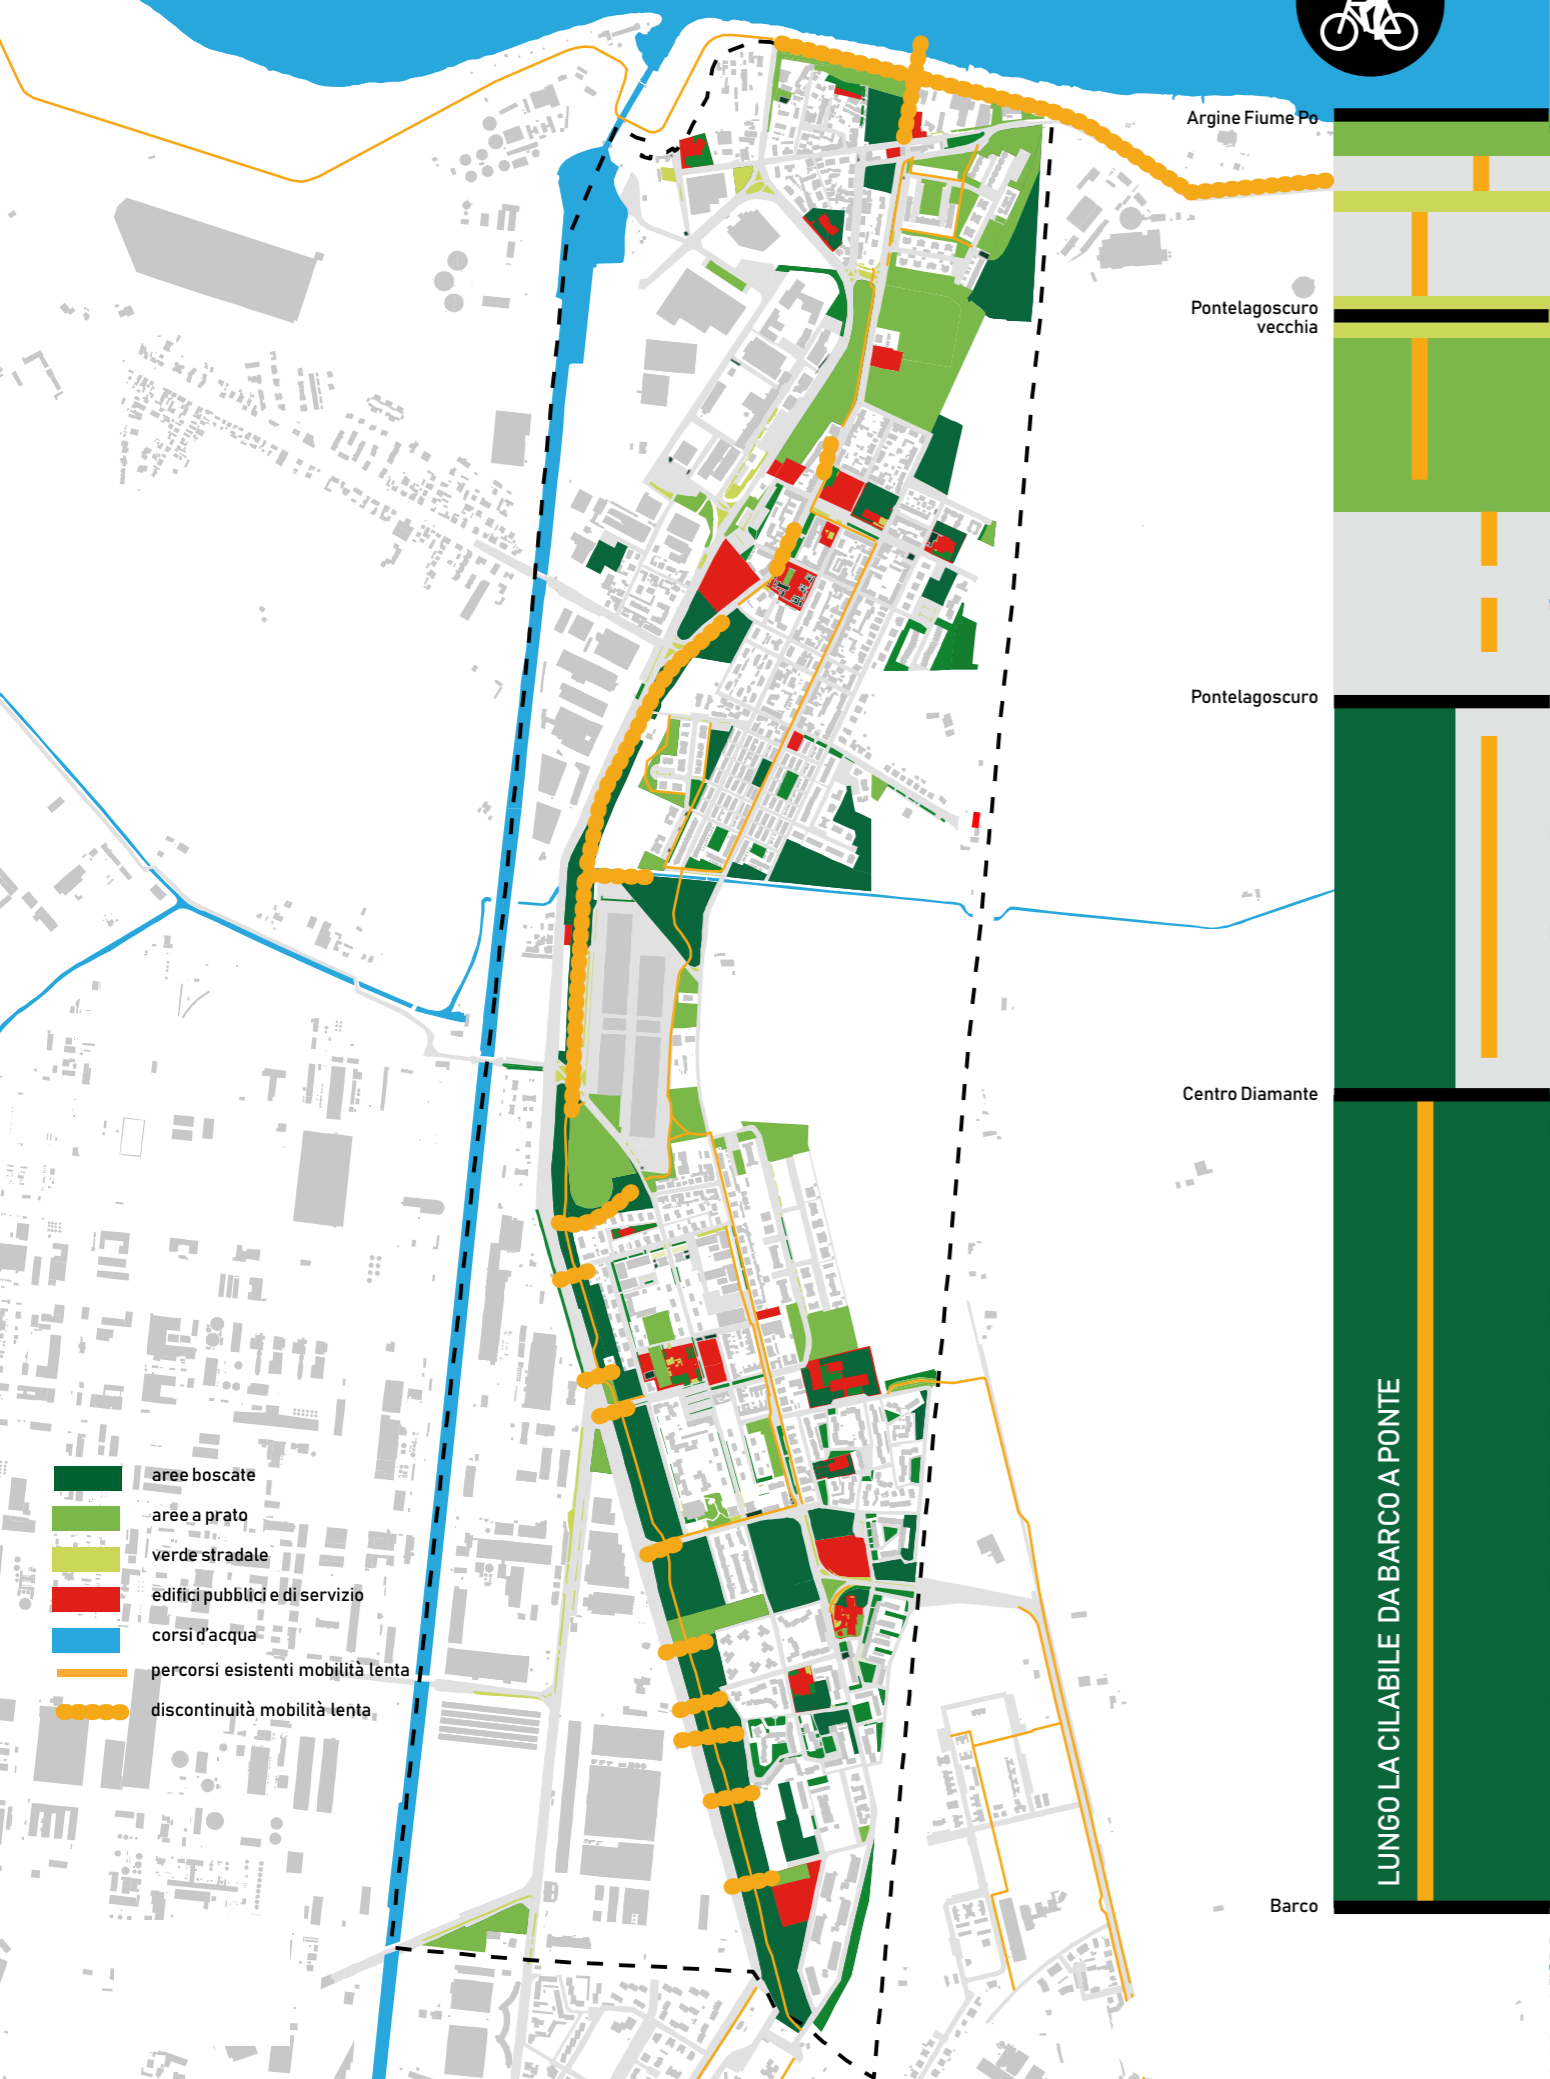 Argine Fiume Po
Pontelagoscuro
vecchia
Pontelagoscuro
Centro Diamante
LUNGO LA CILABILE DA BARCO A PONTE
Barco
aree boscate
aree a prato
verde stradale
edifici pubblici e di servizio
corsi d'acqua
percorsi esistenti mobilità lenta
discontinuità mobilità lenta